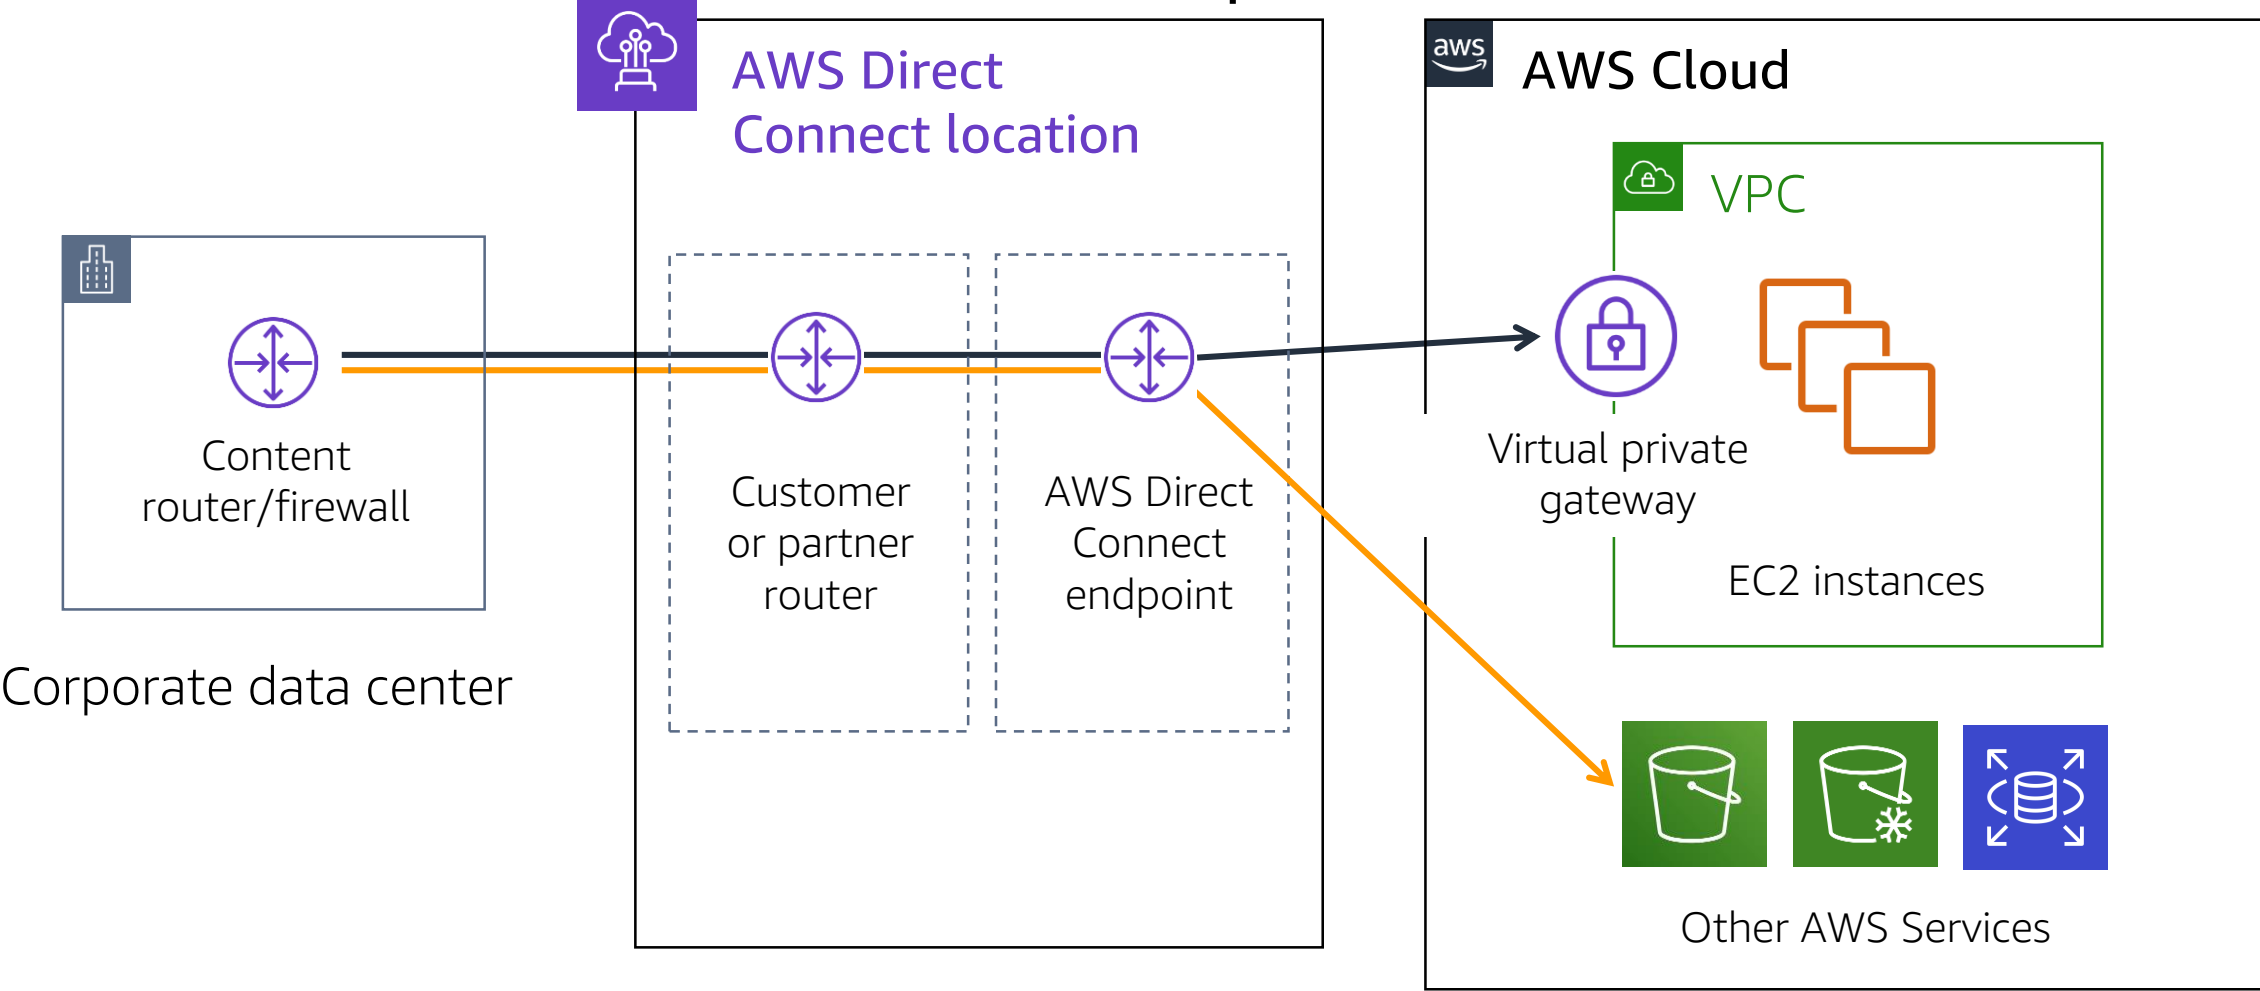 AWS Direct
Connect location
aws
AWS Cloud
VPC
Content
router/firewall
Customer
or partner
router
AWS Direct
Connect
endpoint
Virtual private
gateway
EC2 instances
Corporate data center
Other AWS Services